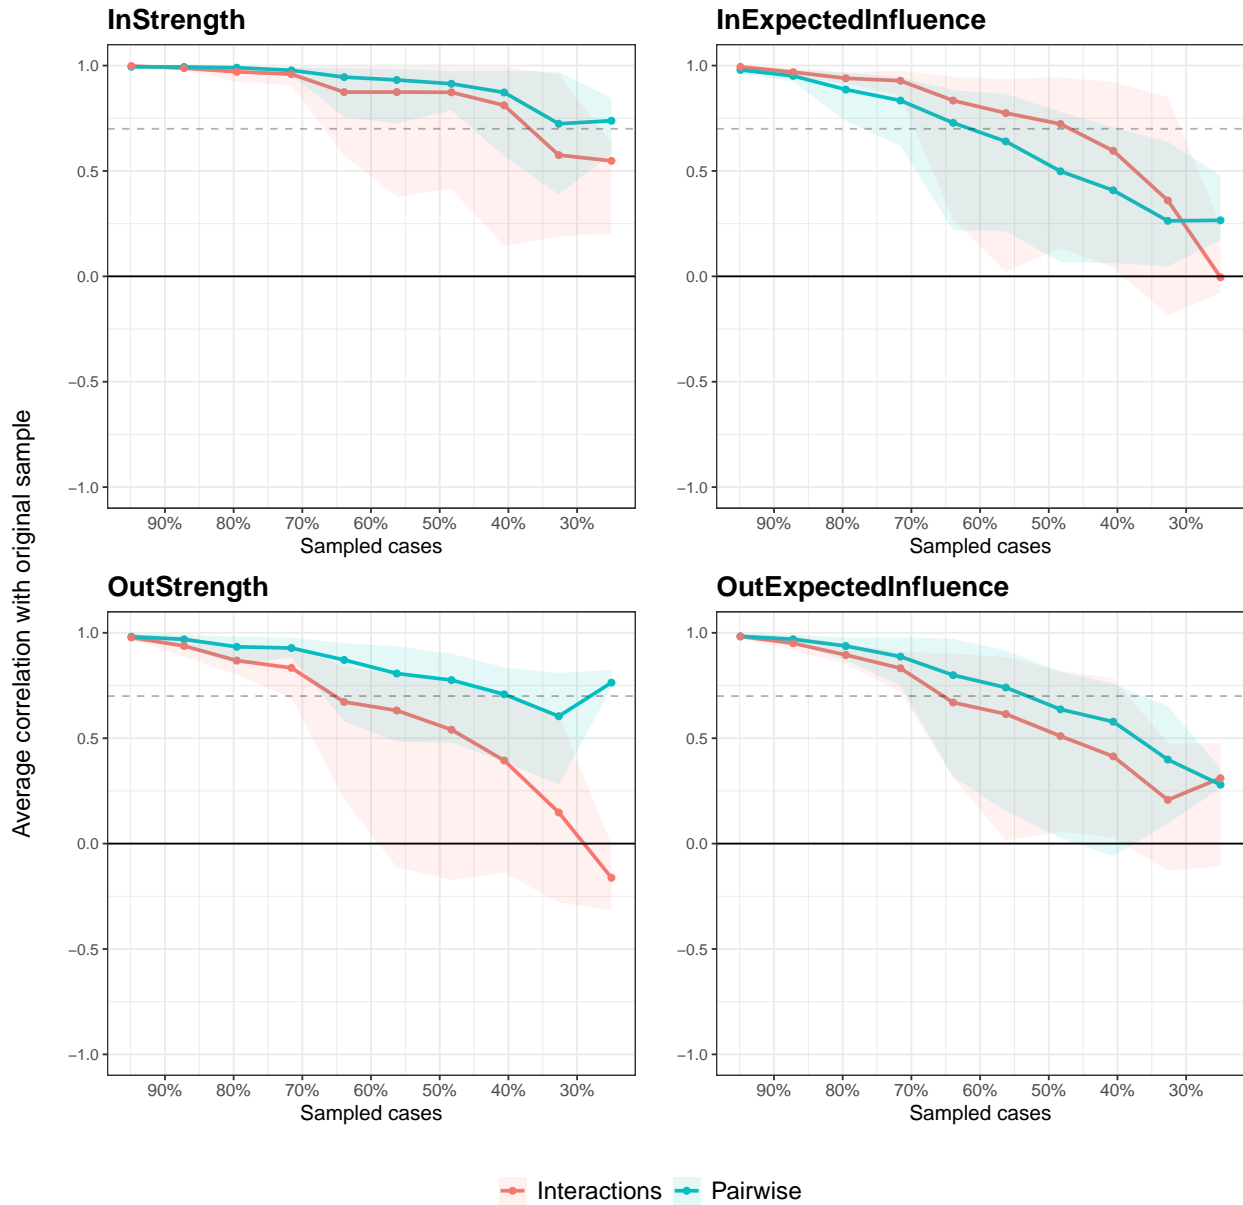 InStrength
InExpectedInfluence
1.0
0.5
0.0
−0.5
−1.0
90% 80% 70% 60% 50% 40% 30%
Sampled cases
1.0
0.5
0.0
−0.5
−1.0
90% 80% 70% 60% 50% 40% 30%
Sampled cases
Average correlation with original sample
OutStrength
OutExpectedInfluence
1.0
0.5
0.0
−0.5
−1.0
90% 80% 70% 60% 50% 40% 30%
Sampled cases
1.0
0.5
0.0
−0.5
−1.0
90% 80% 70% 60% 50% 40% 30%
Sampled cases
Interactions Pairwise